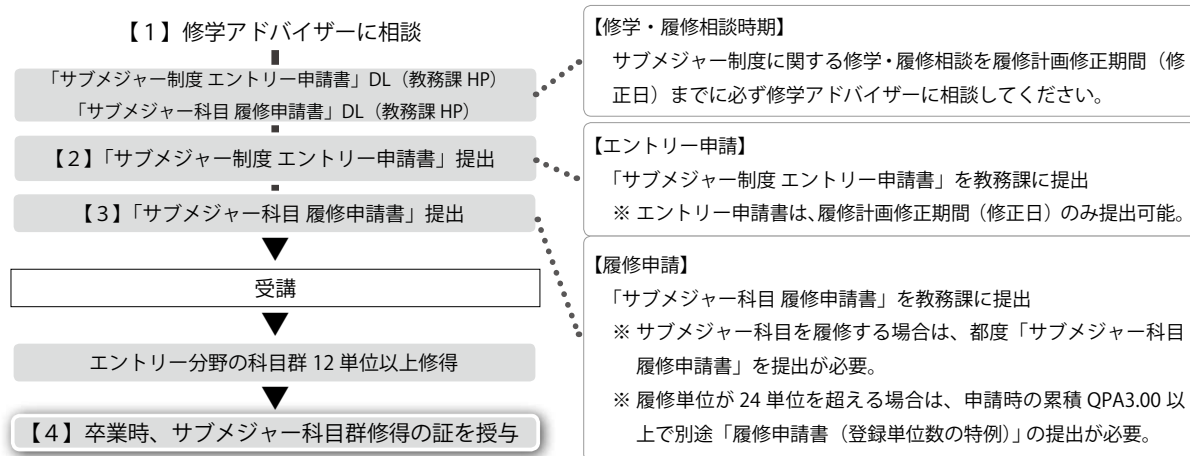 【1】修学アドバイザーに相談
「サブメジャー制度 エントリー申請書」DL（教務課 HP）
「サブメジャー科目 履修申請書」DL（教務課 HP）
【2】「サブメジャー制度 エントリー申請書」提出
【3】「サブメジャー科目 履修申請書」提出
受講
エントリー分野の科目群 12 単位以上修得
【4】卒業時、サブメジャー科目群修得の証を授与
【修学・履修相談時期】
サブメジャー制度に関する修学・履修相談を履修計画修正期間（修
正日）までに必ず修学アドバイザーに相談してください。
【エントリー申請】
「サブメジャー制度 エントリー申請書」を教務課に提出
※ エントリー申請書は、履修計画修正期間（修正日）のみ提出可能。
【履修申請】
「サブメジャー科目 履修申請書」を教務課に提出
※ サブメジャー科目を履修する場合は、都度「サブメジャー科目
履修申請書」を提出が必要。
※ 履修単位が 24 単位を超える場合は、申請時の累積 QPA3.00 以
上で別途「履修申請書（登録単位数の特例）」の提出が必要。